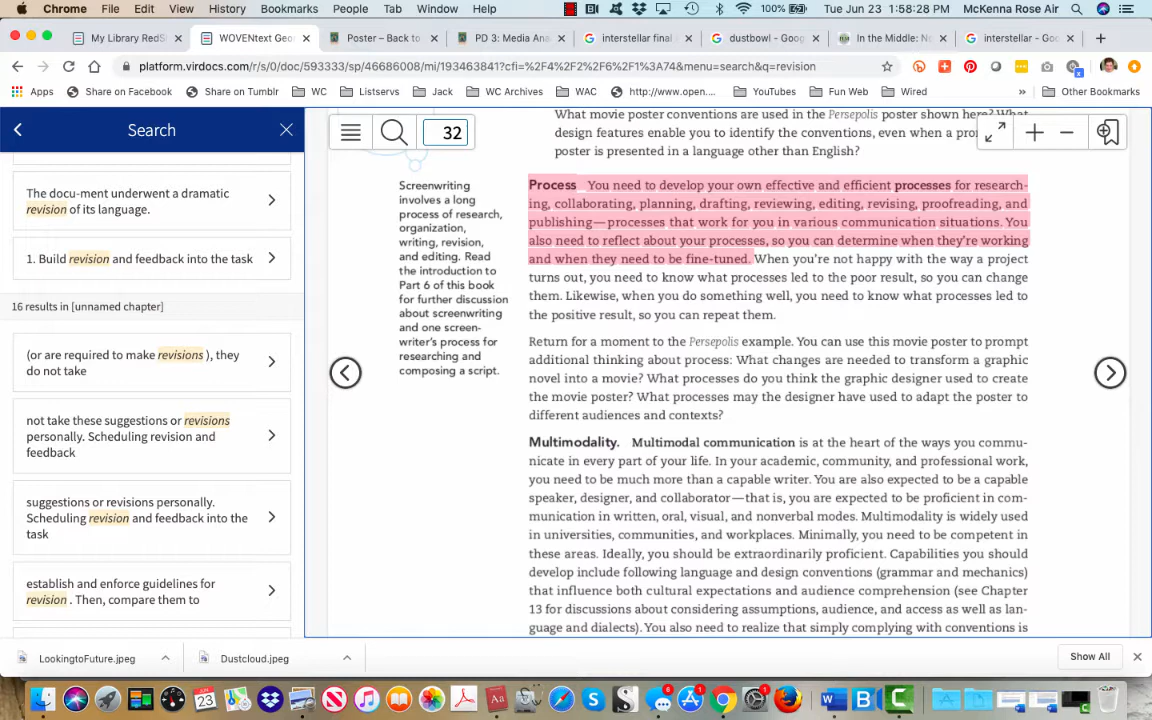 Chrome File Edit View History Bookmarks People Tab Window Help 100% Tue Jun 23 1:58:28 PM McKenna Rose Air
My Library RedS WOVENtext Geo Poster – Back to PD 3: Media Ana interstellar final dustbowl - Goog In the Middle: N interstellar - Goo
platform.virdocs.com/r/s/0/doc/593333/sp/46686008/mi/193463841?cfi=%2F4%2F2%2F6%2F1%3A74&menu=search&q=revision
Apps Share on Facebook Share on Tumblr WC Listservs Jack WC Archives WAC http://www.open.... YouTubes Fun Web Wired » Other Bookmarks
Search
The docu-ment underwent a dramatic
revision of its language.
1. Build revision and feedback into the task
16 results in [unnamed chapter]
(or are required to make revisions ), they
do not take
not take these suggestions or revisions
personally. Scheduling revision and
feedback
suggestions or revisions personally.
Scheduling revision and feedback into the
task
establish and enforce guidelines for
revision . Then, compare them to
32
What movie poster conventions are used in the Persepolis poster shown here? What
design features enable you to identify the conventions, even when a
poster is presented in a language other than English?
Screenwriting
involves a long
process of research,
organization,
writing, revision,
and editing. Read
the introduction to
Part 6 of this book
for further discussion
about screenwriting
and one screen-
writer's process for
researching and
composing a script.
Process You need to develop your own effective and efficient processes for research-
ing, collaborating, planning, drafting, reviewing, editing, revising, proofreading, and
publishing—processes that work for you in various communication situations. You
also need to reflect about your processes, so you can determine when they're working
and when they need to be fine-tuned. When you're not happy with the way a project
turns out, you need to know what processes led to the poor result, so you can change
them. Likewise, when you do something well, you need to know what processes led to
the positive result, so you can repeat them.
Return for a moment to the Persepolis example. You can use this movie poster to prompt
additional thinking about process: What changes are needed to transform a graphic
novel into a movie? What processes do you think the graphic designer used to create
the movie poster? What processes may the designer have used to adapt the poster to
different audiences and contexts?
Multimodality. Multimodal communication is at the heart of the ways you commu-
nicate in every part of your life. In your academic, community, and professional work,
you need to be much more than a capable writer. You are also expected to be a capable
speaker, designer, and collaborator—that is, you are expected to be proficient in com-
munication in written, oral, visual, and nonverbal modes. Multimodality is widely used
in universities, communities, and workplaces. Minimally, you need to be competent in
these areas. Ideally, you should be extraordinarily proficient. Capabilities you should
develop include following language and design conventions (grammar and mechanics)
that influence both cultural expectations and audience comprehension (see Chapter
13 for discussions about considering assumptions, audience, and access as well as lan-
guage and dialects). You also need to realize that simply complying with conventions is
LookingtoFuture.jpeg Dustcloud.jpeg Show All